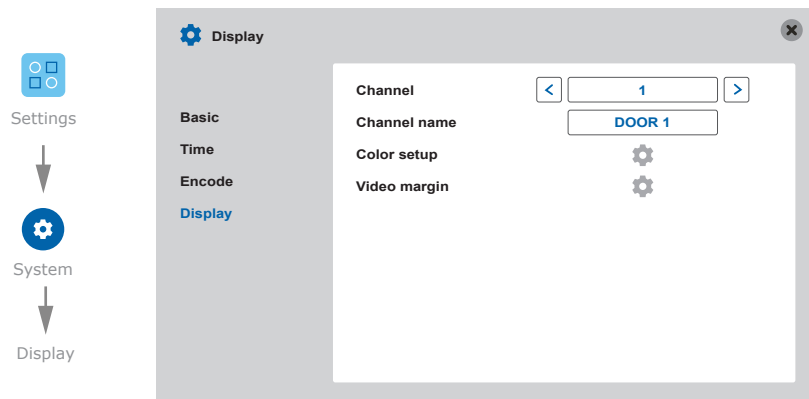 Settings
System
Display
Display
Basic
Time
Encode
Display
Channel < 1 >
Channel name DOOR 1
Color setup
Video margin